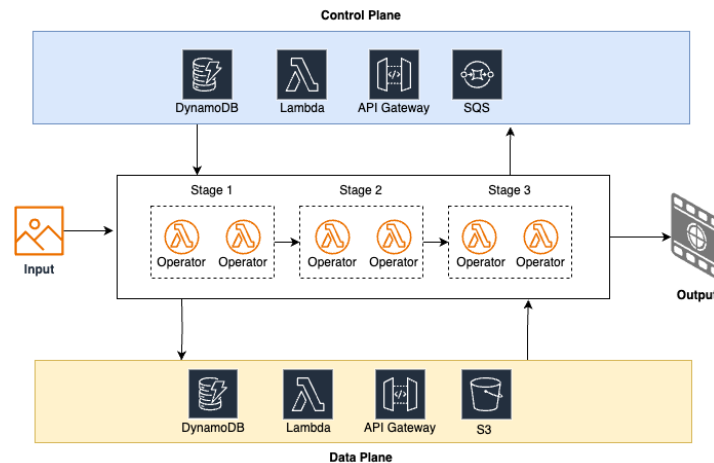 Control Plane
DynamoDB
Lambda
API Gateway
SQS
Stage 1
Stage 2
Stage 3
Operator
Operator
Operator
Operator
Operator
Operator
Input
Output
DynamoDB
Lambda
API Gateway
S3
Data Plane